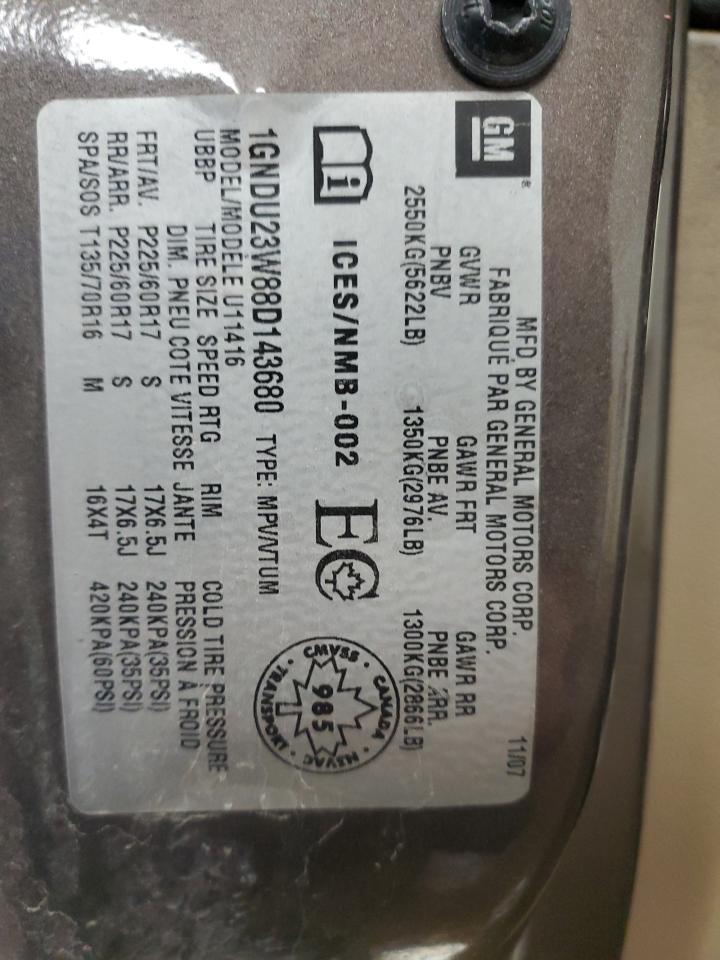 GM®
MFD. BY GENERAL MOTORS CORP. 11/07
FABRIQUÉ PAR GENERAL MOTORS CORP.
GVWR GAWR FRT GAWR RR
PNBV PNBE AV. PNBE ARR.
2550KG(5622LB) 1350KG(2976LB) 1300KG(2866LB)
ICES/NMB-002
CMVSS • CANADA • NSVAC • TRANSPORT •
985
1GNDU23W88D143680 TYPE: MPV/VTUM
MODEL/MODÈLE U11416
UBBP TIRE SIZE SPEED RTG RIM COLD TIRE PRESSURE
DIM. PNEU COTE VITESSE JANTE PRESSION À FROID
FRT/AV. P225/60R17 S 17X6.5J 240KPA(35PSI)
RR/ARR. P225/60R17 S 17X6.5J 240KPA(35PSI)
SPA/SOS T135/70R16 M 16X4T 420KPA(60PSI)